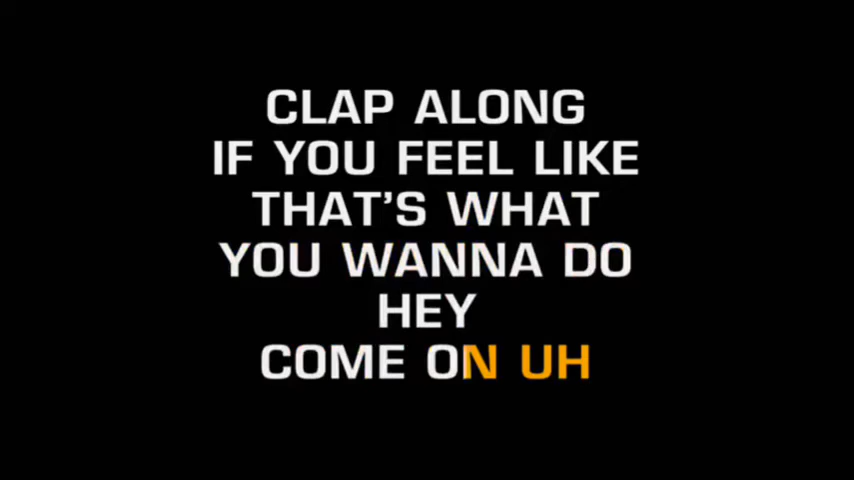 CLAP ALONG
IF YOU FEEL LIKE
THAT’S WHAT
YOU WANNA DO
HEY
COME ON UH